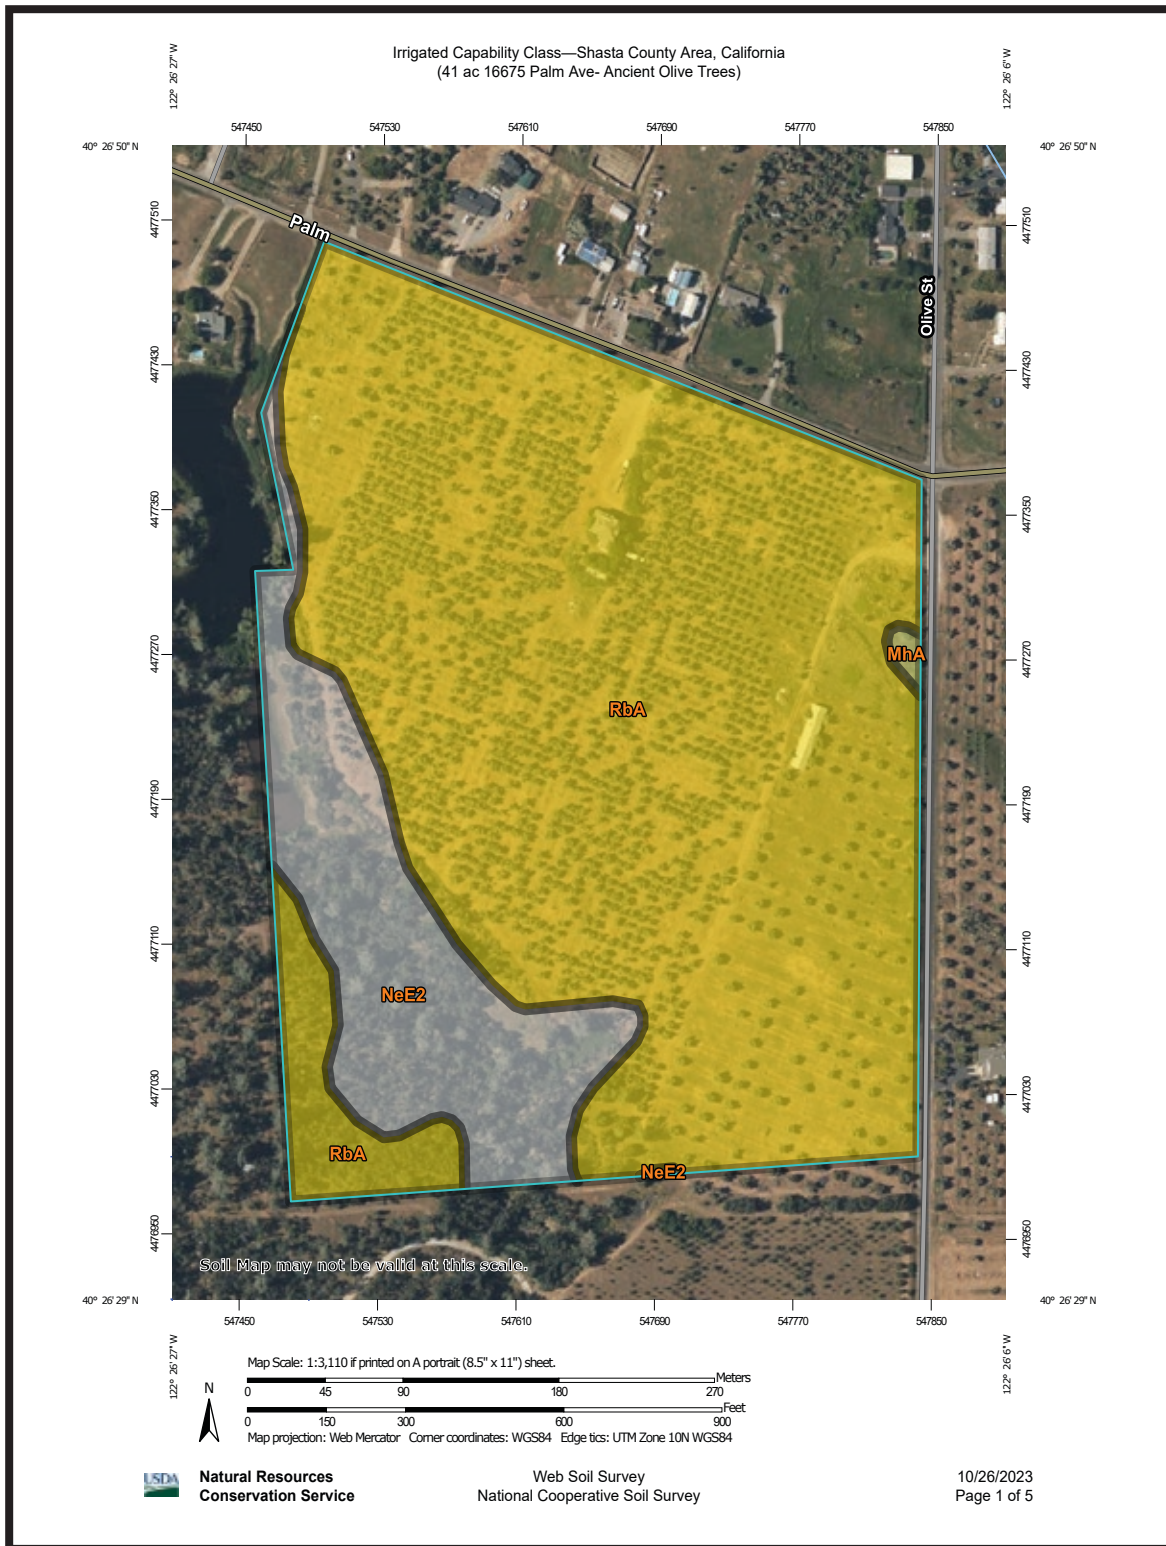 Irrigated Capability Class—Shasta County Area, California
(41 ac 16675 Palm Ave- Ancient Olive Trees)
122° 26' 27'' W
122° 26' 6'' W
547450 547530 547610 547690 547770 547850
40° 26' 50'' N
40° 26' 50'' N
Palm
Olive St
4477510
4477510
4477430
4477430
4477350
4477350
4477270
4477270
MhA
RbA
4477190
4477190
4477110
4477110
NeE2
4477030
4477030
RbA
NeE2
4476950
4476950
Soil Map may not be valid at this scale.
40° 26' 29'' N
40° 26' 29'' N
547450 547530 547610 547690 547770 547850
122° 26' 27'' W
122° 26' 6'' W
Map Scale: 1:3,110 if printed on A portrait (8.5" x 11") sheet.
Meters
0 45 90 180 270
Feet
0 150 300 600 900
N
Map projection: Web Mercator Corner coordinates: WGS84 Edge tics: UTM Zone 10N WGS84
USDA
Natural Resources
Conservation Service
Web Soil Survey
National Cooperative Soil Survey
10/26/2023
Page 1 of 5